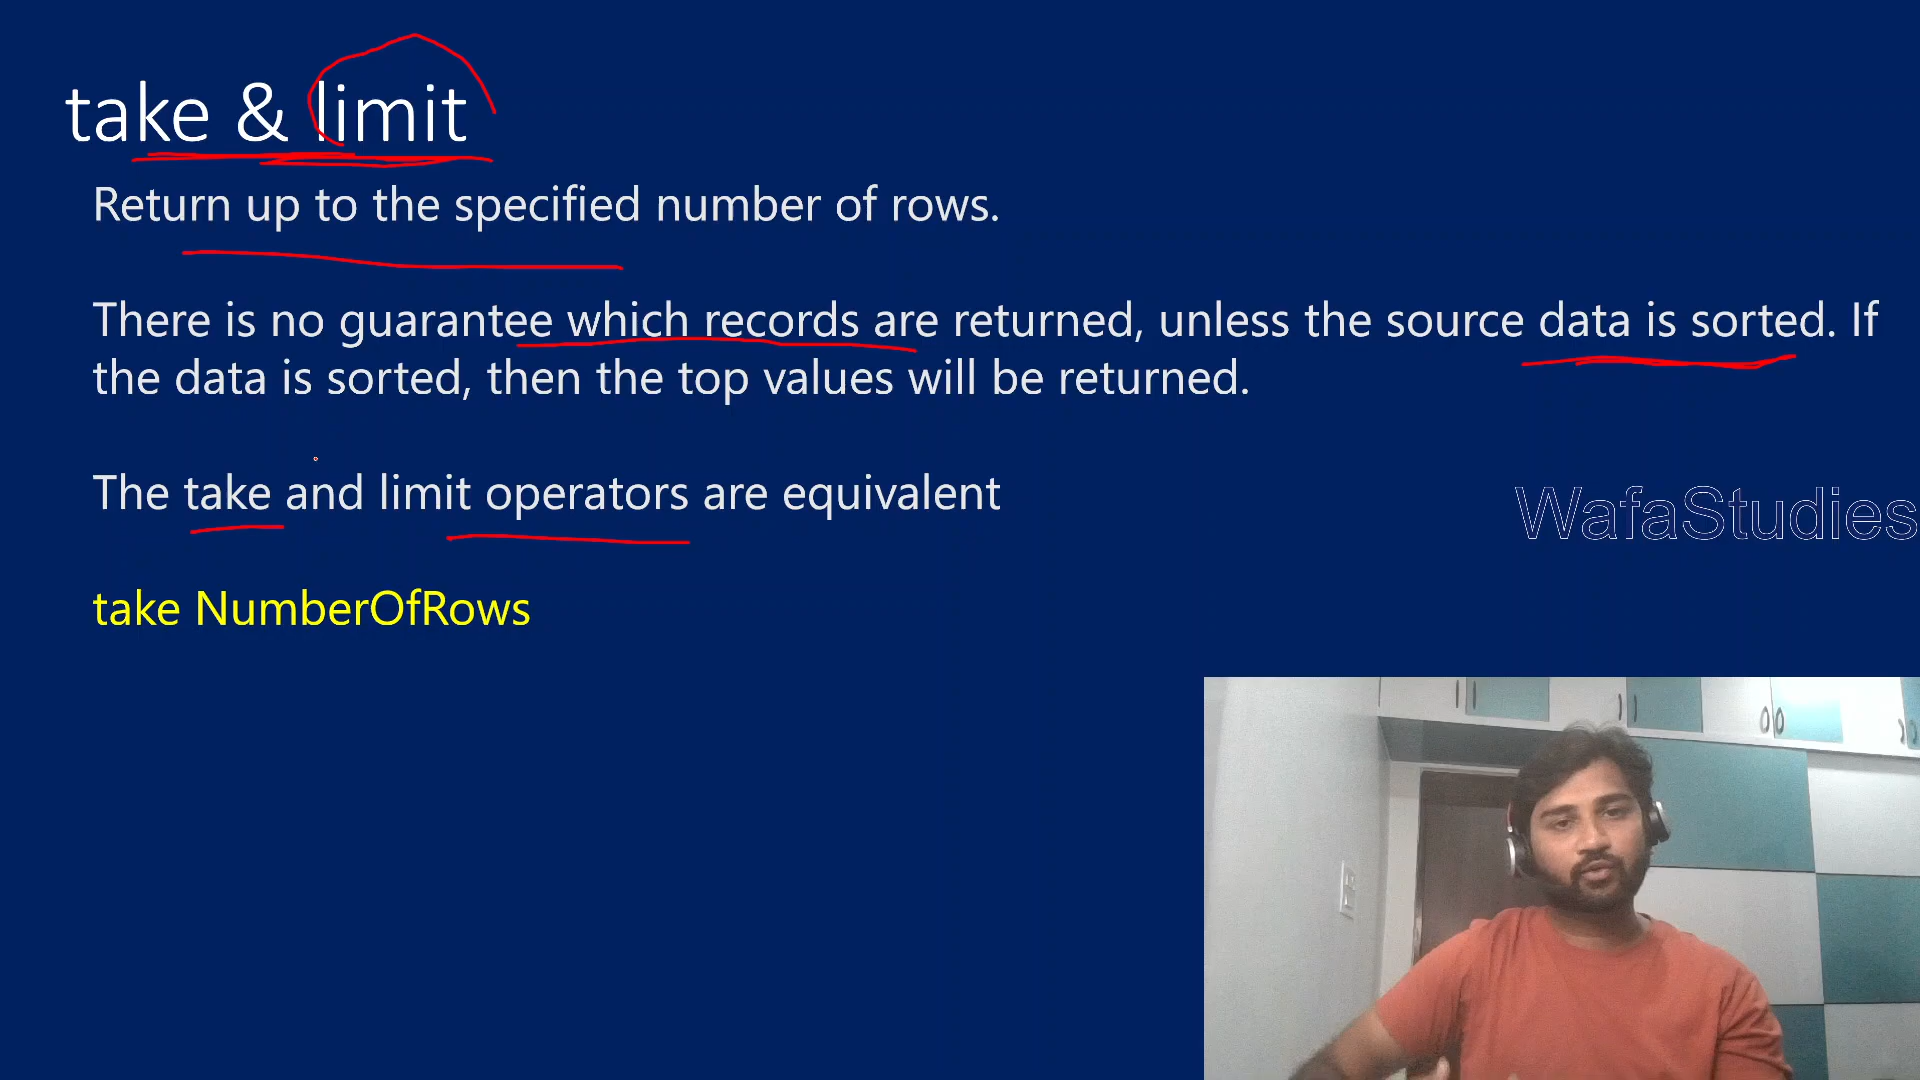 take & limit
Return up to the specified number of rows.
There is no guarantee which records are returned, unless the source data is sorted. If
the data is sorted, then the top values will be returned.
The take and limit operators are equivalent
WafaStudies
take NumberOfRows